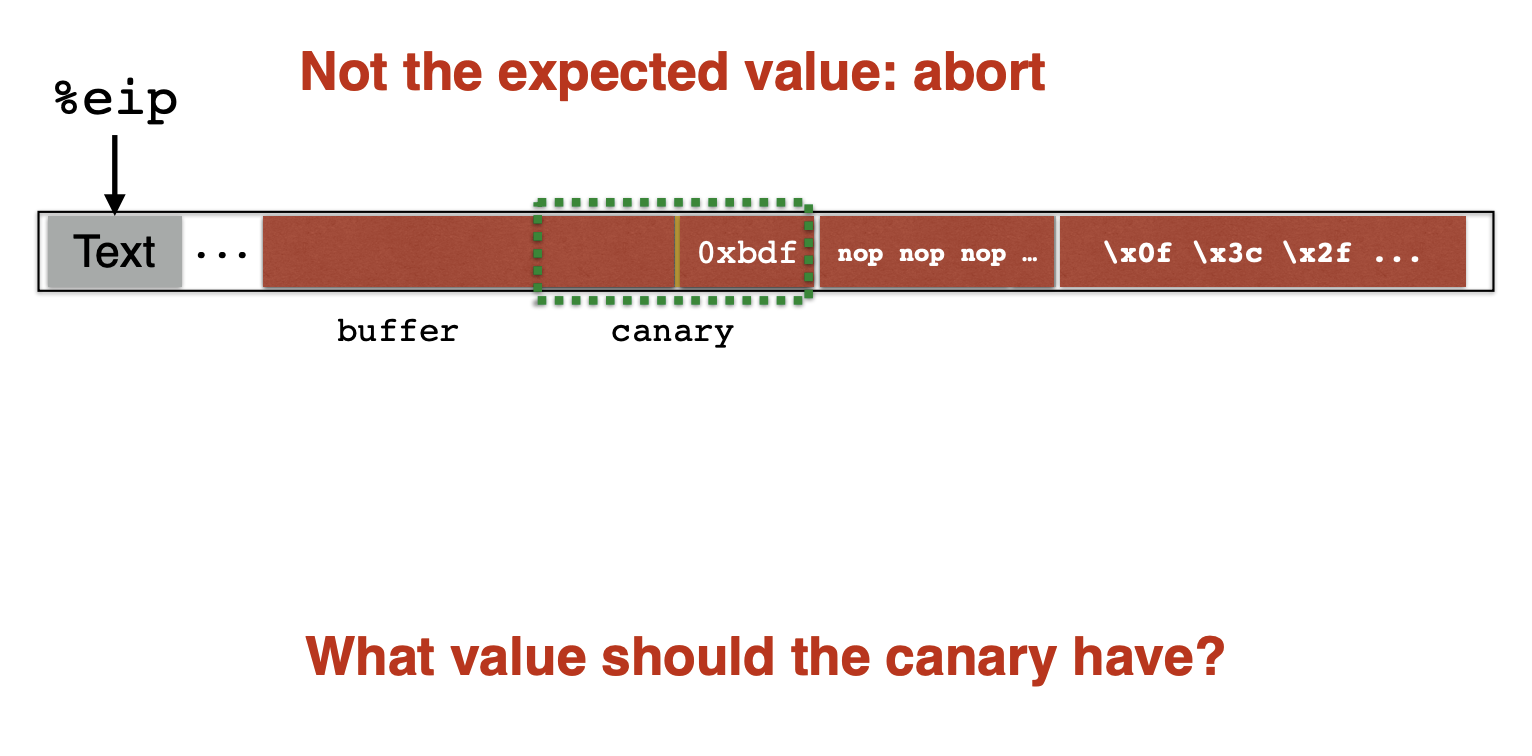 Not the expected value: abort
%eip
Text ... 0xbdf nop nop nop … \x0f \x3c \x2f ...
buffer canary
What value should the canary have?